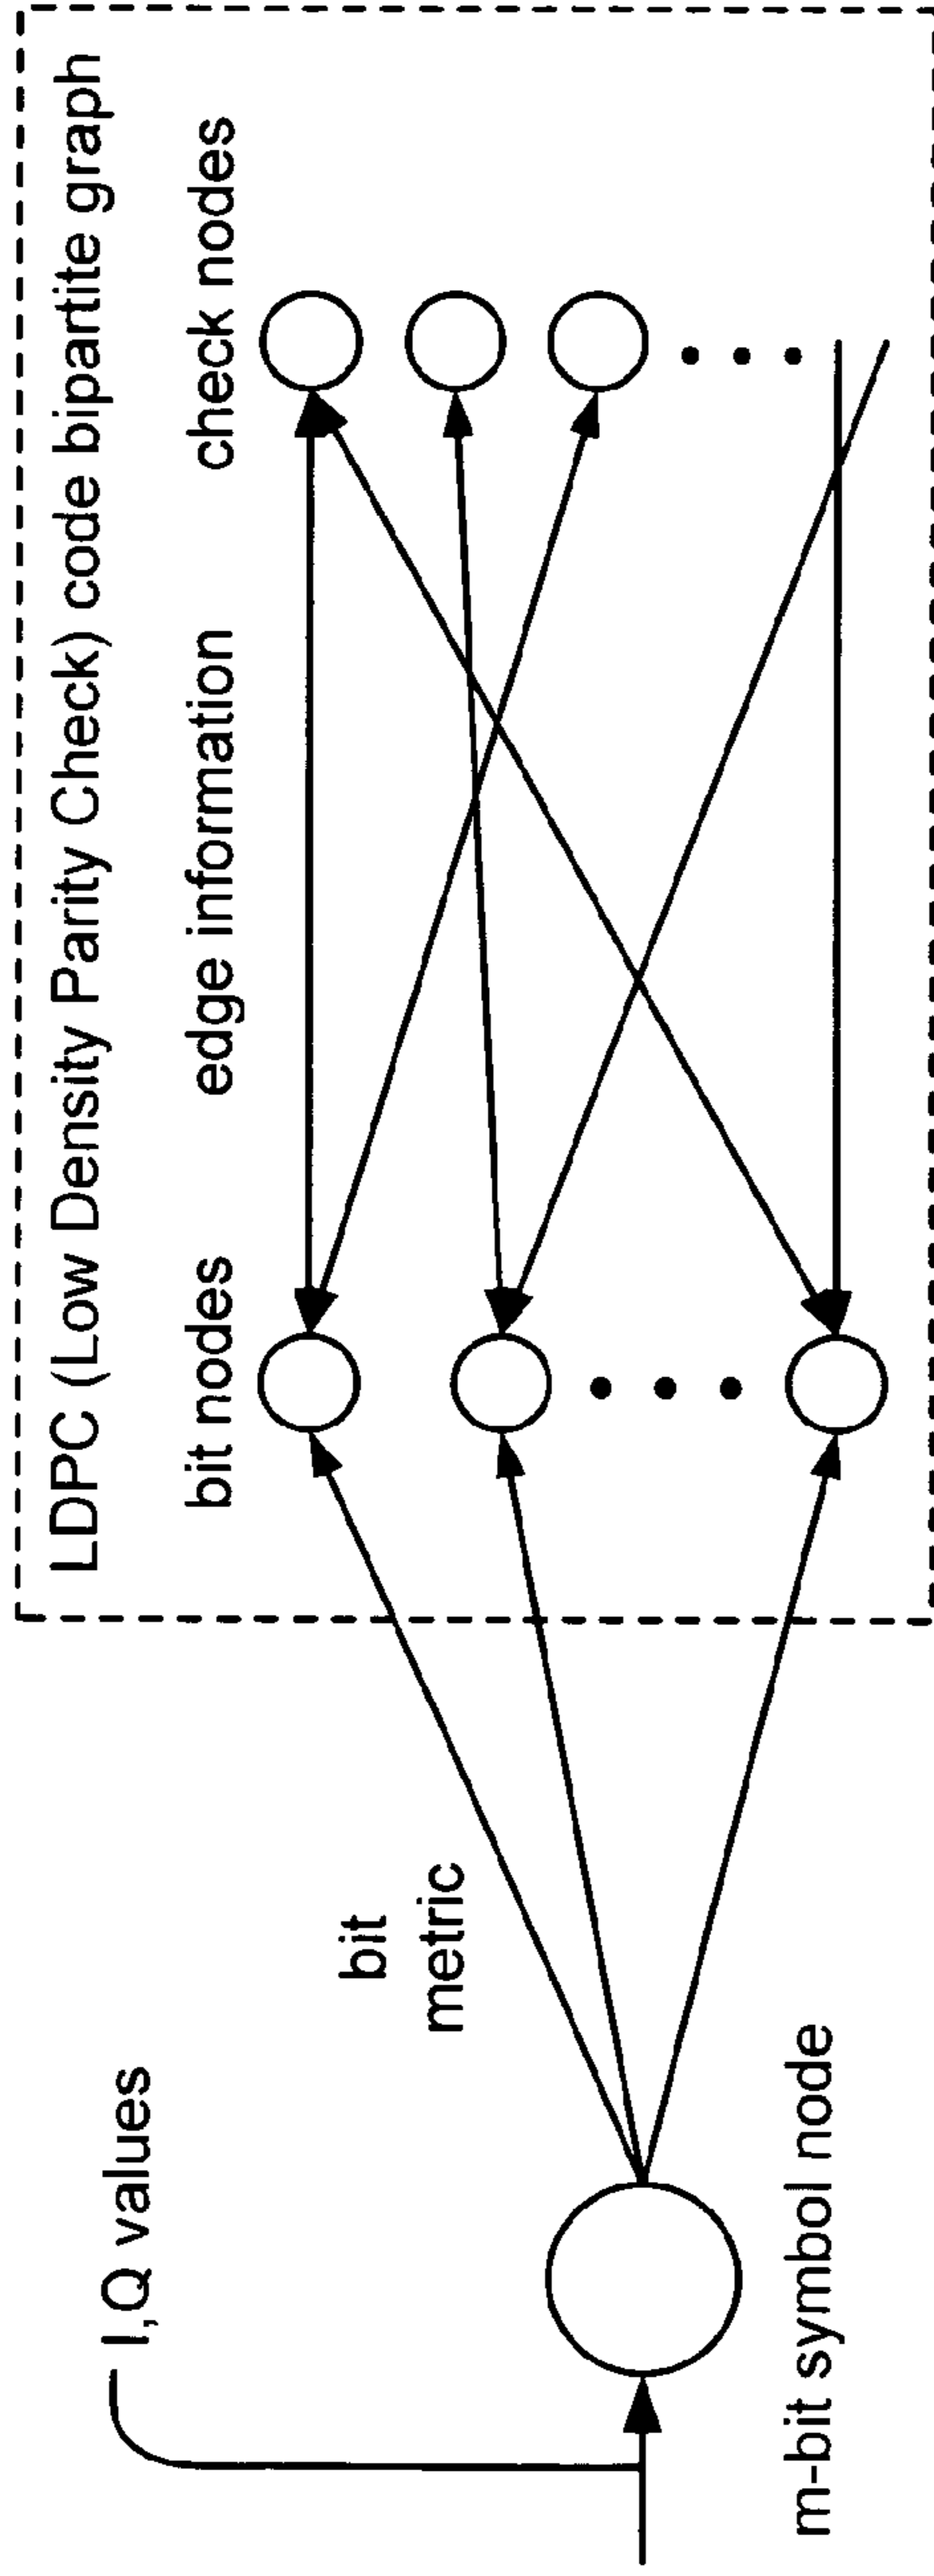 LDPC (Low Density Parity Check) code bipartite graph
bit nodes
edge information
check nodes
I,Q values
bit
metric
m-bit symbol node